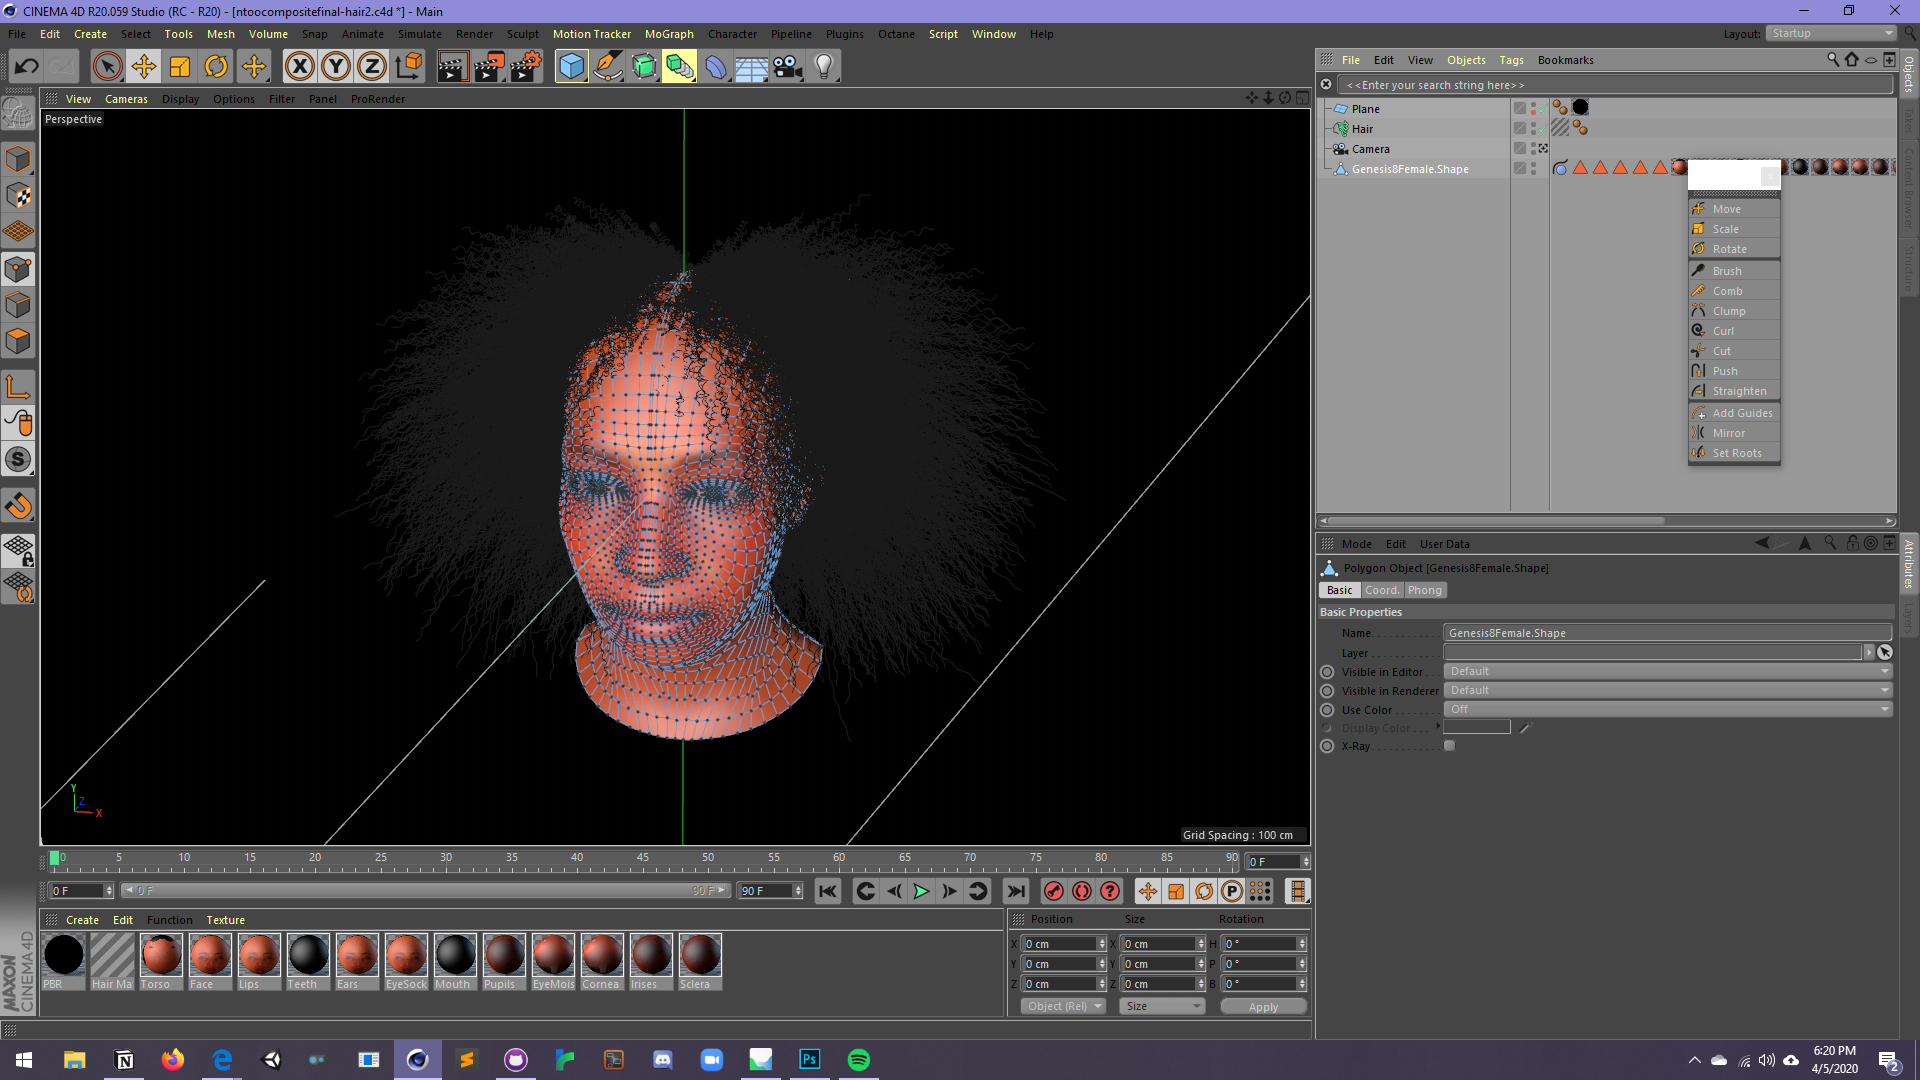 CINEMA 4D R20.059 Studio (RC - R20) - [ntoocompositefinal-hair2.c4d *] - Main
File Edit Create Select Tools Mesh Volume Snap Animate Simulate Render Sculpt Motion Tracker MoGraph Character Pipeline Plugins Octane Script Window Help
Layout: Startup
View Cameras Display Options Filter Panel ProRender
Perspective
Y
Z
X
Grid Spacing : 100 cm
File Edit View Objects Tags Bookmarks
<<Enter your search string here>>
Plane
Hair
Camera
Genesis8Female.Shape
Move
Scale
Rotate
Brush
Comb
Clump
Curl
Cut
Push
Straighten
Add Guides
Mirror
Set Roots
Objects
Takes
Content Browser
Structure
Mode Edit User Data
Polygon Object [Genesis8Female.Shape]
Basic Coord. Phong
Basic Properties
Name Genesis8Female.Shape
Layer
Visible in Editor Default
Visible in Renderer Default
Use Color Off
Display Color
X-Ray
Attributes
Layers
0 5 10 15 20 25 30 35 40 45 50 55 60 65 70 75 80 85 90 0 F
0 F 0 F 90 F 90 F
Create Edit Function Texture
PBR Hair Ma Torso Face Lips Teeth Ears EyeSock Mouth Pupils EyeMois Cornea Irises Sclera
MAXON CINEMA 4D
Position Size Rotation
X 0 cm X 0 cm H 0 °
Y 0 cm Y 0 cm P 0 °
Z 0 cm Z 0 cm B 0 °
Object (Rel) Size Apply
6:20 PM
4/5/2020
2